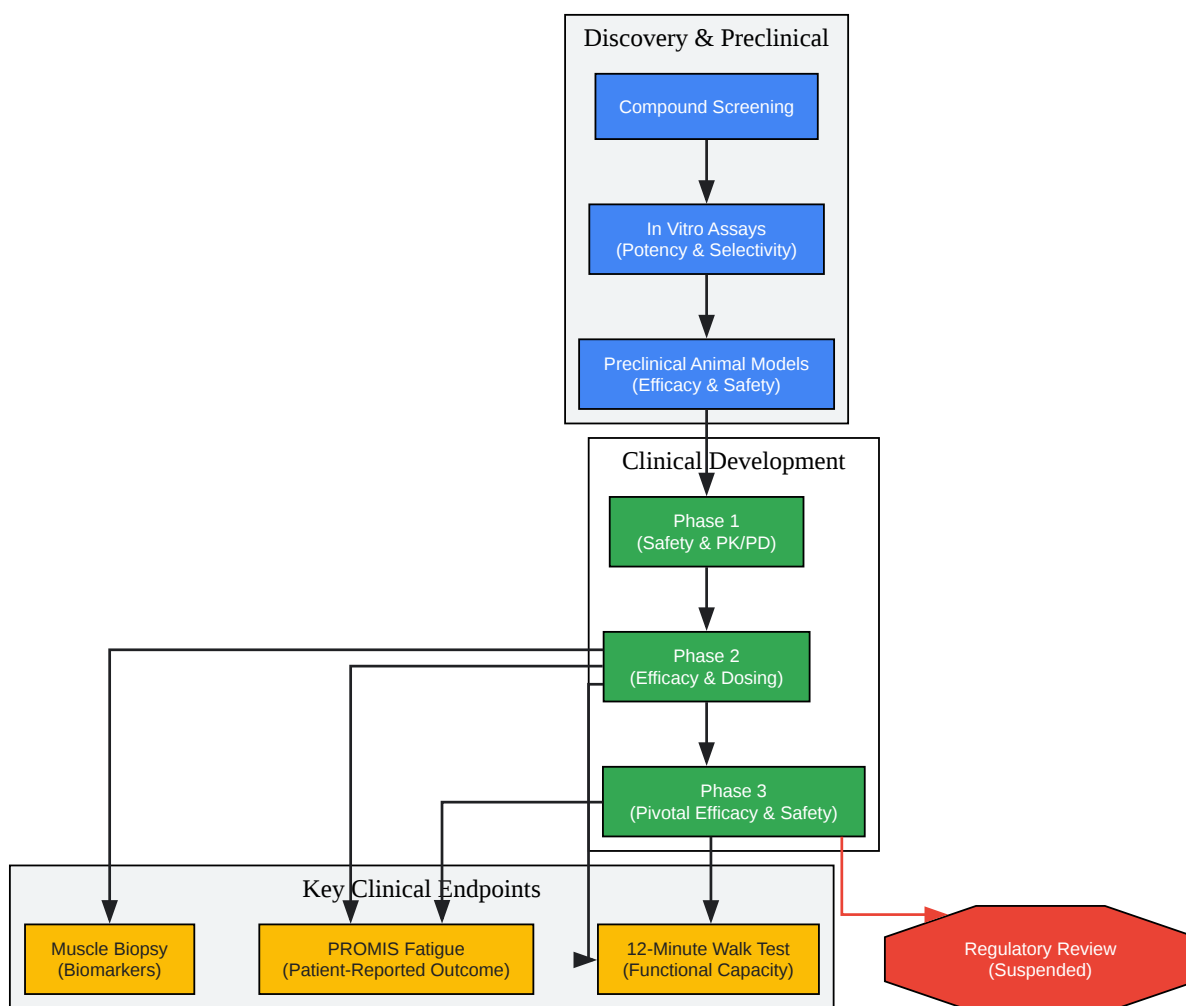 Discovery & Preclinical
Compound Screening
In Vitro Assays
(Potency & Selectivity)
Preclinical Animal Models
(Efficacy & Safety)
Clinical Development
Phase 1
(Safety & PK/PD)
Phase 2
(Efficacy & Dosing)
Phase 3
(Pivotal Efficacy & Safety)
Key Clinical Endpoints
Muscle Biopsy
(Biomarkers)
PROMIS Fatigue
(Patient-Reported Outcome)
12-Minute Walk Test
(Functional Capacity)
Regulatory Review
(Suspended)